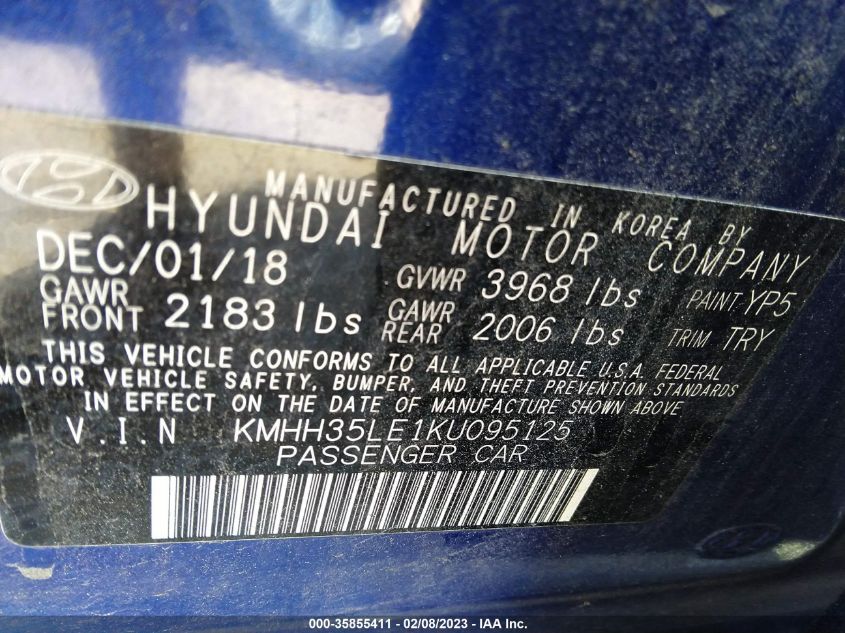 MANUFACTURED IN KOREA BY
HYUNDAI MOTOR COMPANY
DEC/01/18 GVWR 3968 lbs PAINT YP5
GAWR FRONT 2183 lbs GAWR REAR 2006 lbs TRIM TRY
THIS VEHICLE CONFORMS TO ALL APPLICABLE U.S.A. FEDERAL
MOTOR VEHICLE SAFETY, BUMPER, AND THEFT PREVENTION STANDARDS
IN EFFECT ON THE DATE OF MANUFACTURE SHOWN ABOVE
V.I.N KMHH35LE1KU095125
PASSENGER CAR
000-35855411 - 02/08/2023 - IAA Inc.